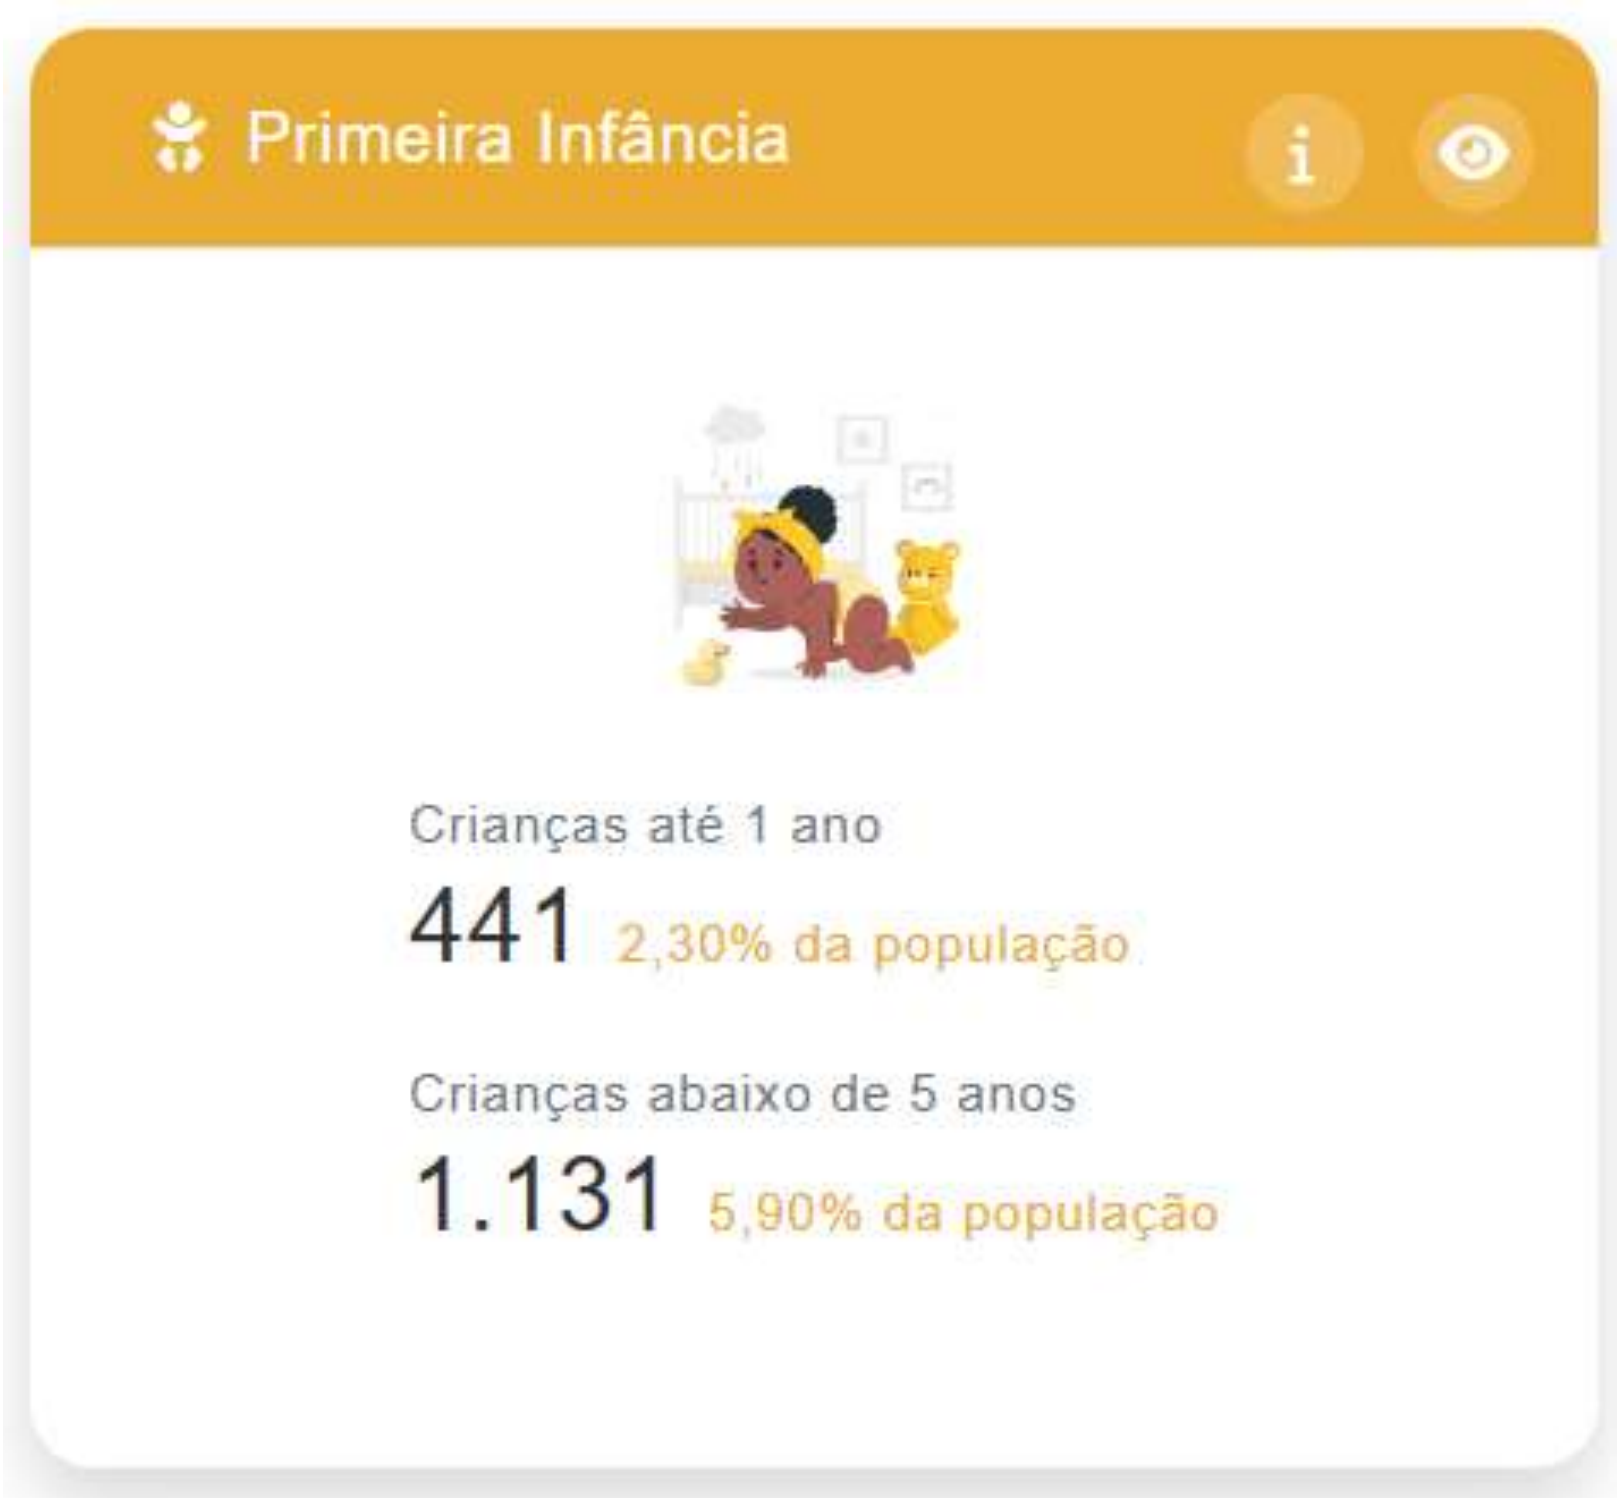 Primeira Infância
Crianças até 1 ano
441 2,30% da população
Crianças abaixo de 5 anos
1.131 5,90% da população